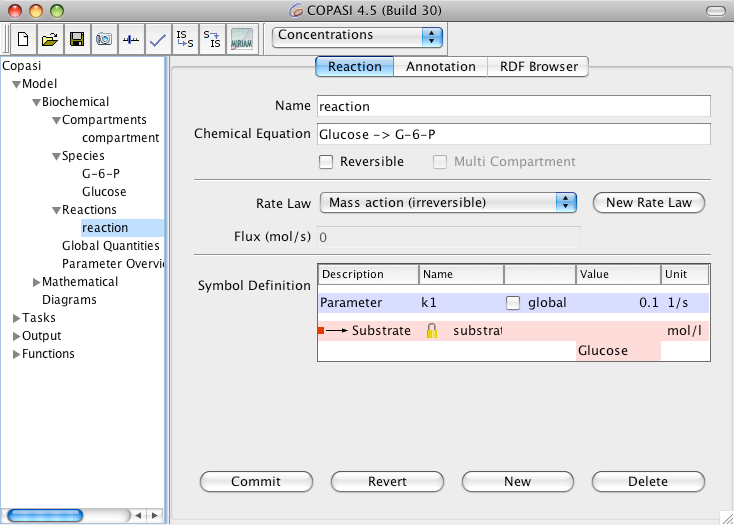 COPASI 4.5 (Build 30)
IS S Concentrations
S IS
MIRIAM
Copasi
Model
Biochemical
Compartments
compartment
Species
G-6-P
Glucose
Reactions
reaction
Global Quantities
Parameter Overvi
Mathematical
Diagrams
Tasks
Output
Functions
Reaction Annotation RDF Browser
Name reaction
Chemical Equation Glucose -> G-6-P
Reversible Multi Compartment
Rate Law Mass action (irreversible) New Rate Law
Flux (mol/s) 0
Symbol Definition
Description Name Value Unit
Parameter k1 global 0.1 1/s
Substrate substrat mol/l
Glucose
Commit Revert New Delete